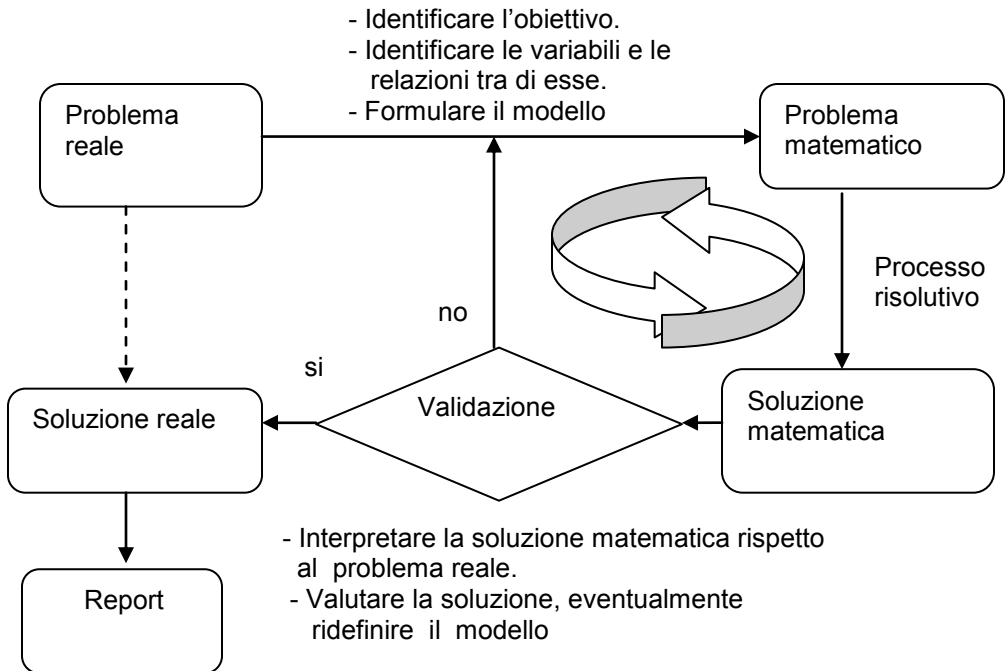 - Identificare l’obiettivo.
- Identificare le variabili e le
relazioni tra di esse.
- Formulare il modello
Problema
reale
Problema
matematico
Processo
risolutivo
no
si
Validazione
Soluzione reale
Soluzione
matematica
- Interpretare la soluzione matematica rispetto
al problema reale.
- Valutare la soluzione, eventualmente
ridefinire il modello
Report